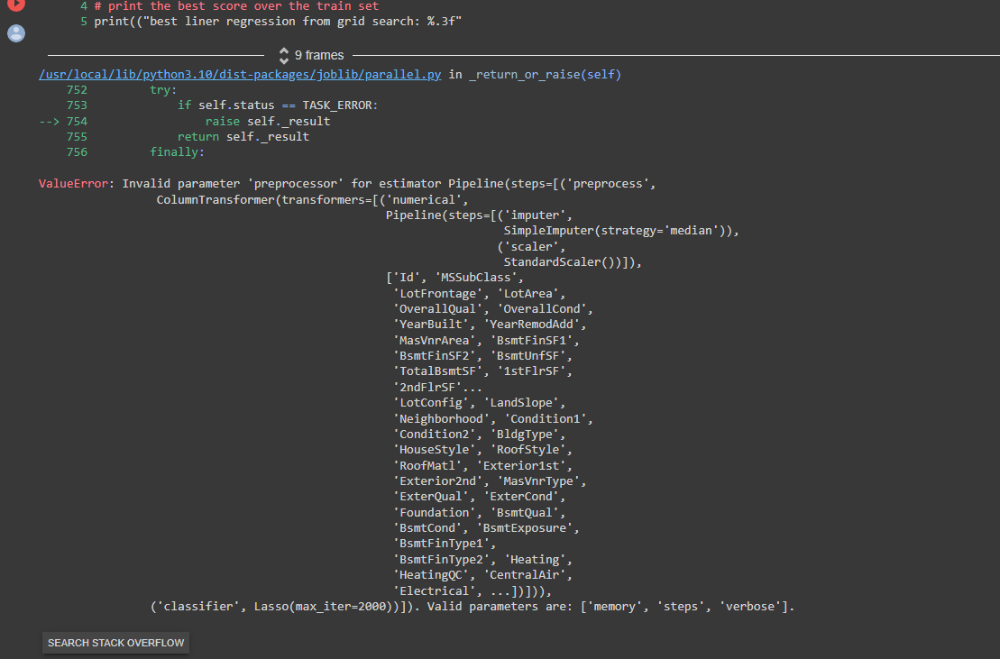 4 # print the best score over the train set
5 print(("best liner regression from grid search: %.3f"
9 frames
/usr/local/lib/python3.10/dist-packages/joblib/parallel.py in _return_or_raise(self)
752 try:
753 if self.status == TASK_ERROR:
--> 754 raise self._result
755 return self._result
756 finally:
ValueError: Invalid parameter 'preprocessor' for estimator Pipeline(steps=[('preprocess',
ColumnTransformer(transformers=[('numerical',
Pipeline(steps=[('imputer',
SimpleImputer(strategy='median')),
('scaler',
StandardScaler())]),
['Id', 'MSSubClass',
'LotFrontage', 'LotArea',
'OverallQual', 'OverallCond',
'YearBuilt', 'YearRemodAdd',
'MasVnrArea', 'BsmtFinSF1',
'BsmtFinSF2', 'BsmtUnfSF',
'TotalBsmtSF', '1stFlrSF',
'2ndFlrSF'...
'LotConfig', 'LandSlope',
'Neighborhood', 'Condition1',
'Condition2', 'BldgType',
'HouseStyle', 'RoofStyle',
'RoofMatl', 'Exterior1st',
'Exterior2nd', 'MasVnrType',
'ExterQual', 'ExterCond',
'Foundation', 'BsmtQual',
'BsmtCond', 'BsmtExposure',
'BsmtFinType1',
'BsmtFinType2', 'Heating',
'HeatingQC', 'CentralAir',
'Electrical', ...])])),
('classifier', Lasso(max_iter=2000))]). Valid parameters are: ['memory', 'steps', 'verbose'].
SEARCH STACK OVERFLOW